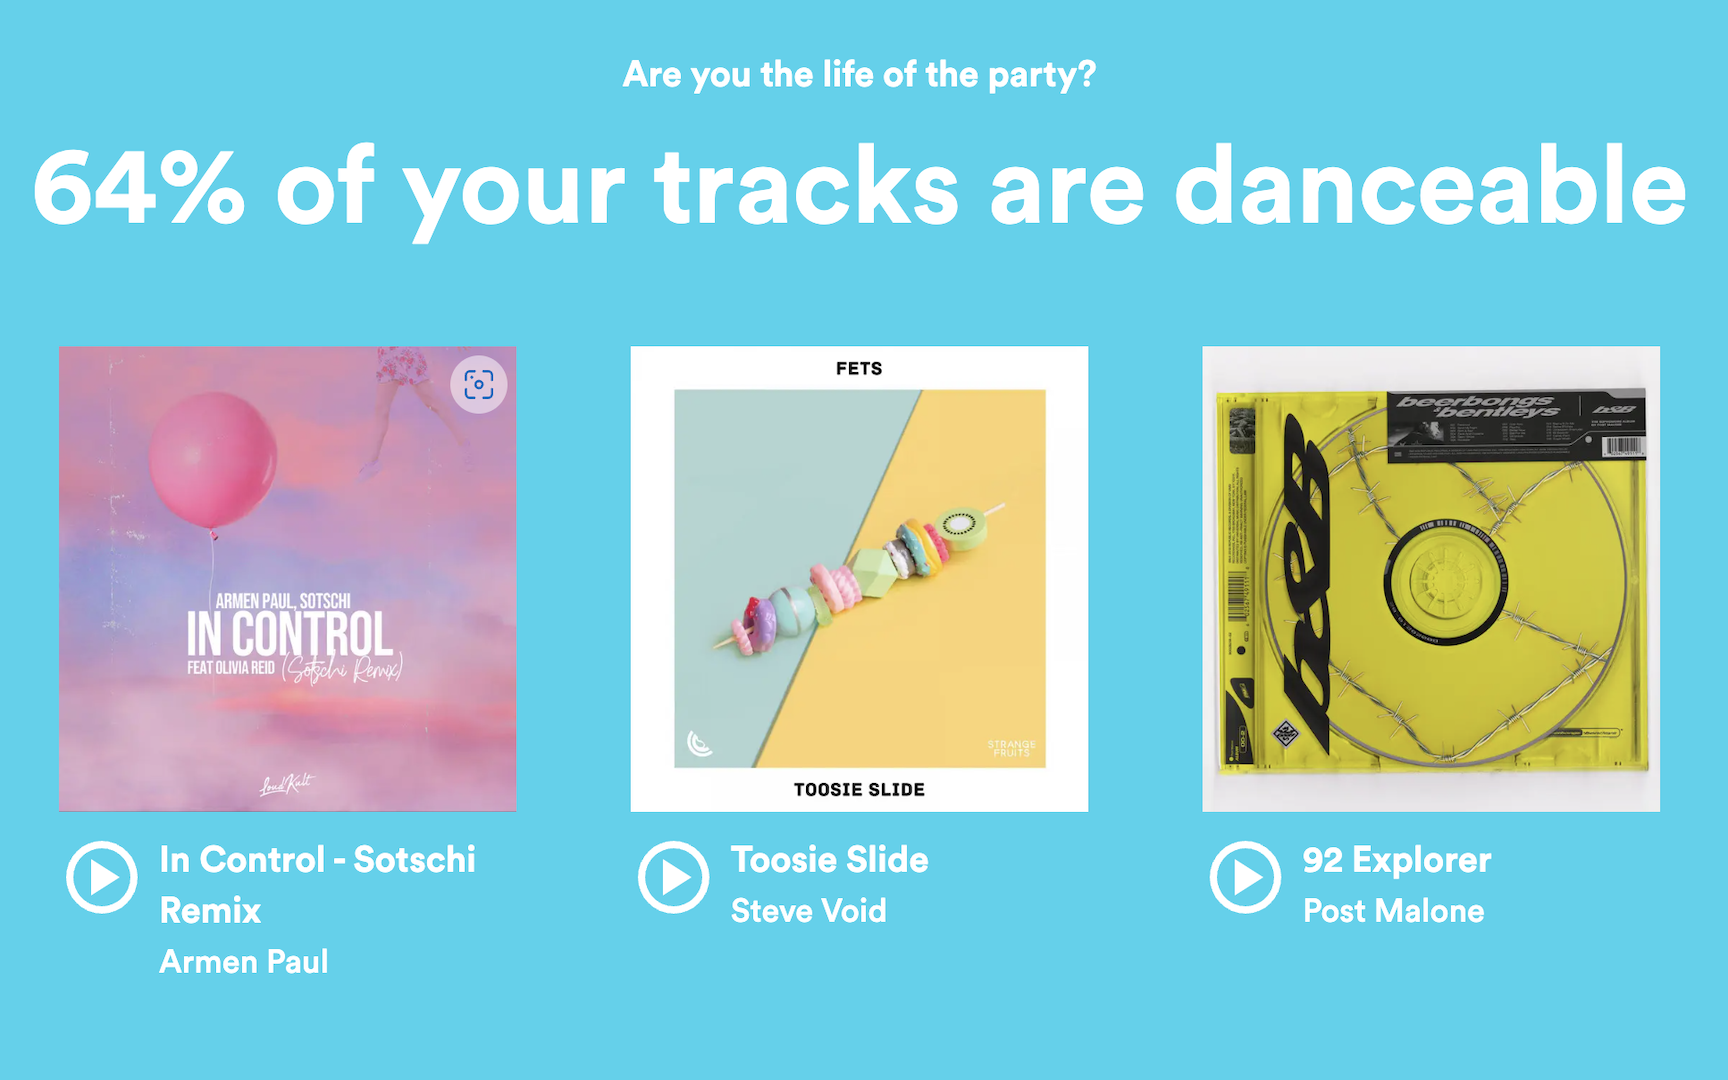 Are you the life of the party?
64% of your tracks are danceable
ARMEN PAUL, SOTSCHI
IN CONTROL
FEAT OLIVIA REID (Sotschi Remix)
loudKult
FETS
STRANGE
FRUITS
TOOSIE SLIDE
beerbongs
& bentleys
b&B
b&B
In Control - Sotschi
Remix
Armen Paul
Toosie Slide
Steve Void
92 Explorer
Post Malone